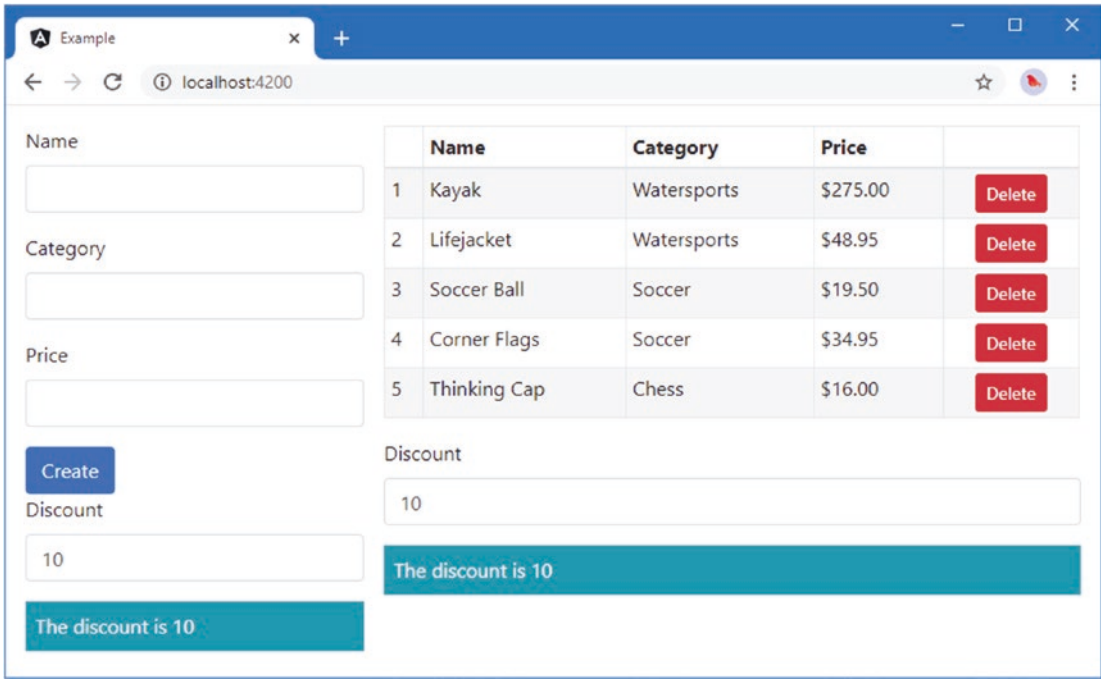 Example
localhost:4200
Name
Category
Price
Create
Discount
10
The discount is 10
Name Category Price
1 Kayak Watersports $275.00 Delete
2 Lifejacket Watersports $48.95 Delete
3 Soccer Ball Soccer $19.50 Delete
4 Corner Flags Soccer $34.95 Delete
5 Thinking Cap Chess $16.00 Delete
Discount
10
The discount is 10